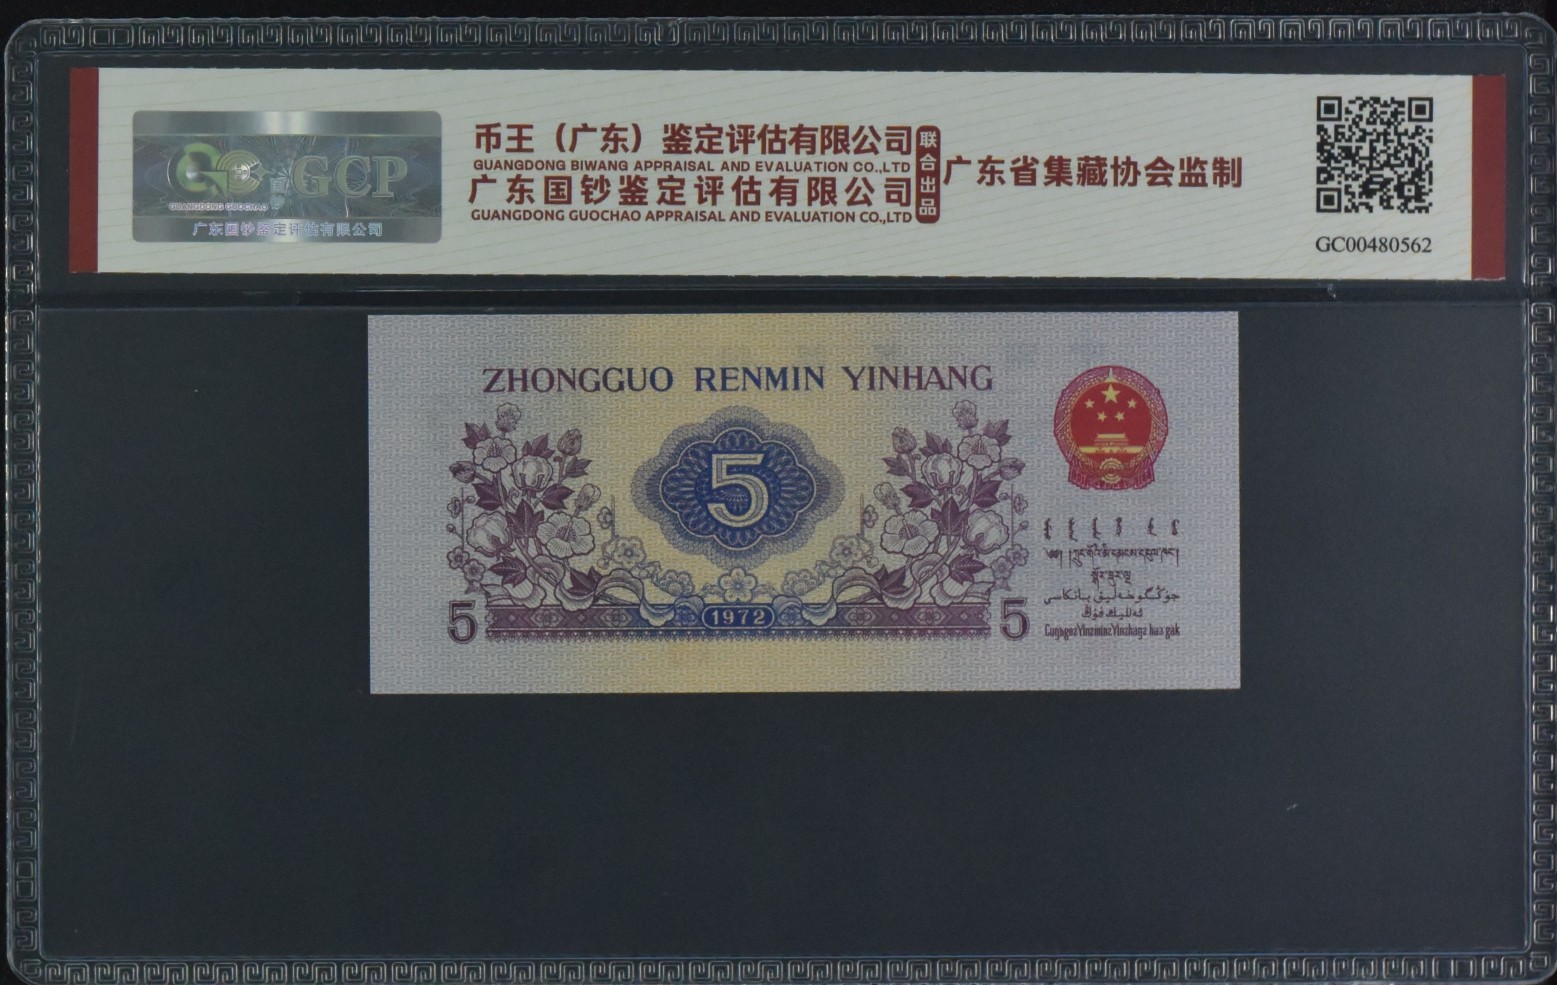 GCP
GUANGDONG GUOCHAO
广东国钞鉴定评估有限公司
币王（广东）鉴定评估有限公司
GUANGDONG BIWANG APPRAISAL AND EVALUATION CO.,LTD
广东国钞鉴定评估有限公司
GUANGDONG GUOCHAO APPRAISAL AND EVALUATION CO.,LTD
联合出品
广东省集藏协会监制
GC00480562
ZHONGGUO RENMIN YINHANG
5
5
1972
5